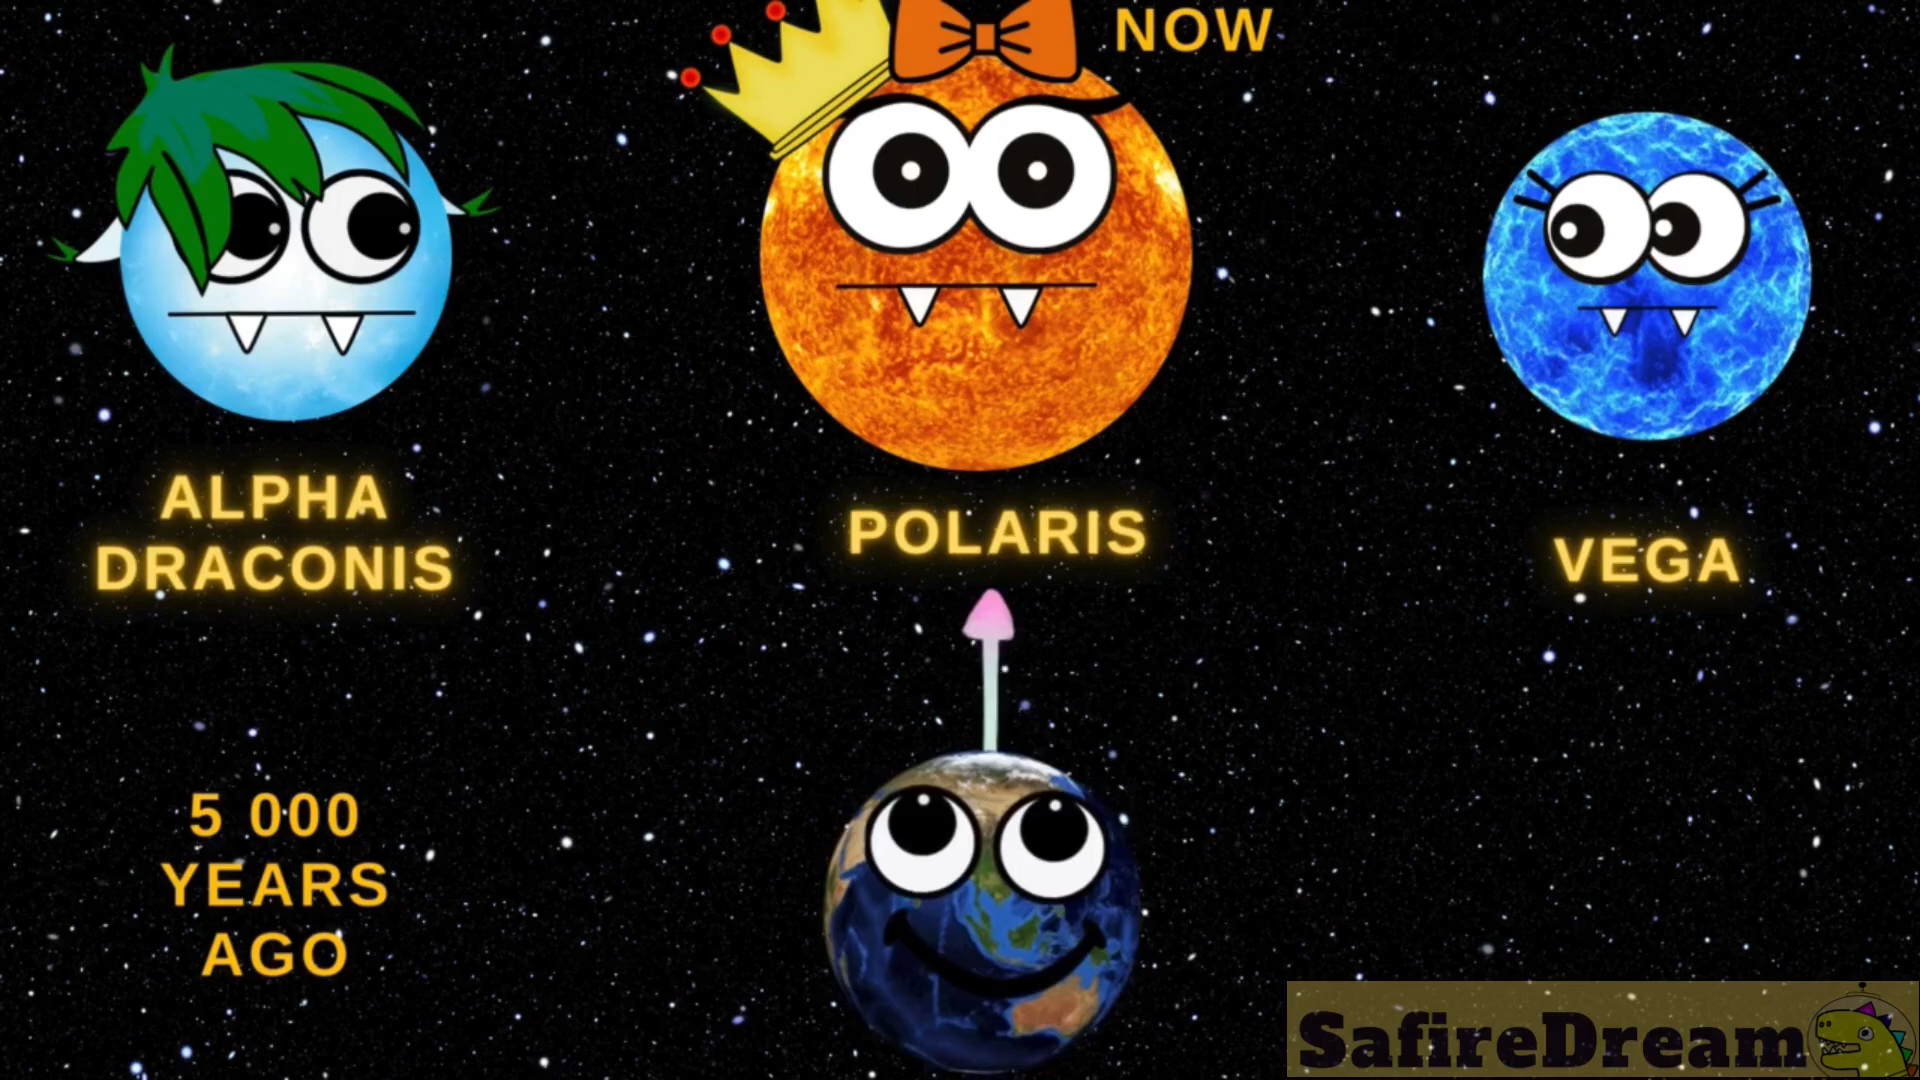 NOW
ALPHA
DRACONIS
POLARIS
VEGA
5 000
YEARS
AGO
SafireDream